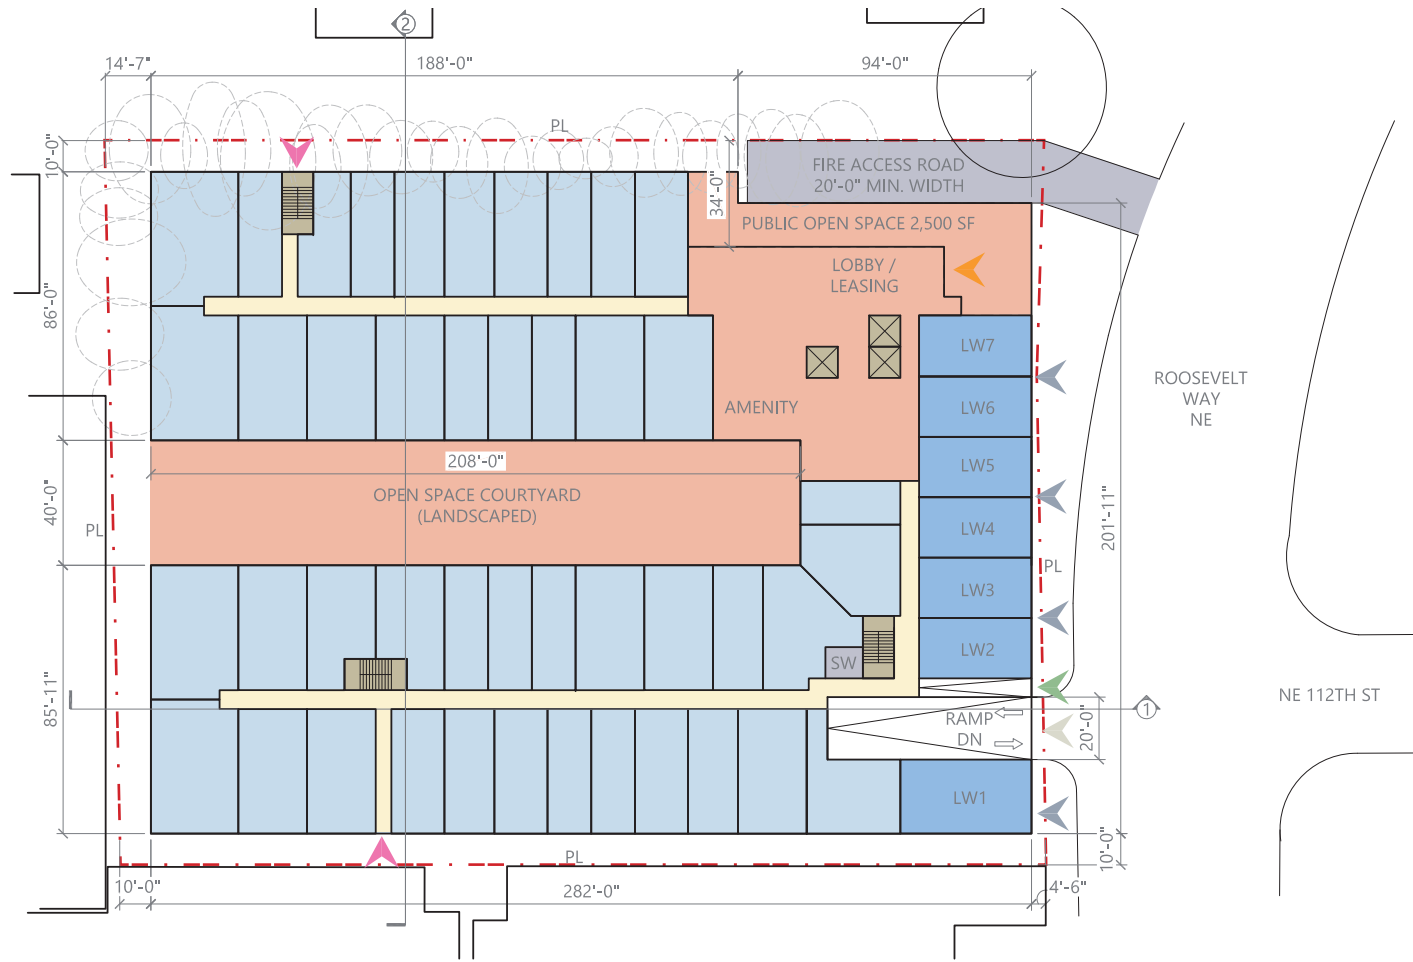 2
14'-7"
188'-0"
94'-0"
PL
10'-0"
FIRE ACCESS ROAD
20'-0" MIN. WIDTH
34'-0"
PUBLIC OPEN SPACE 2,500 SF
LOBBY /
LEASING
86'-0"
LW7
ROOSEVELT
WAY
NE
AMENITY
LW6
208'-0"
LW5
OPEN SPACE COURTYARD
(LANDSCAPED)
40'-0"
PL
LW4
201'-11"
PL
LW3
LW2
SW
85'-11"
NE 112TH ST
1
RAMP
DN
20'-0"
LW1
PL
10'-0"
10'-0"
282'-0"
4'-6"